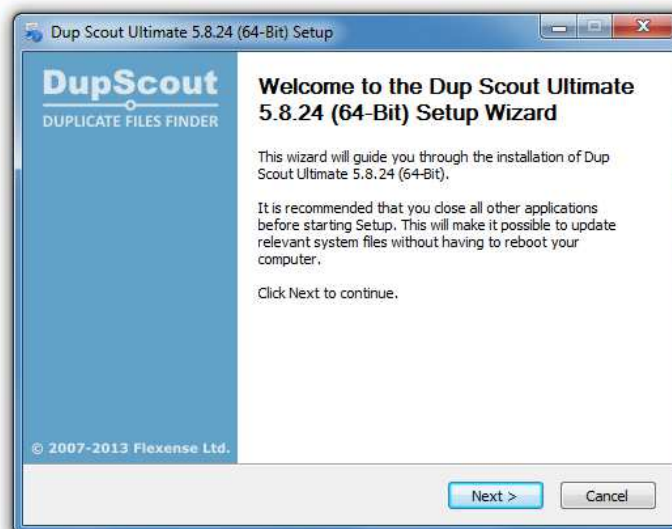 Dup Scout Ultimate 5.8.24 (64-Bit) Setup
DupScout
DUPLICATE FILES FINDER
Welcome to the Dup Scout Ultimate
5.8.24 (64-Bit) Setup Wizard
This wizard will guide you through the installation of Dup
Scout Ultimate 5.8.24 (64-Bit).
It is recommended that you close all other applications
before starting Setup. This will make it possible to update
relevant system files without having to reboot your
computer.
Click Next to continue.
© 2007-2013 Flexense Ltd.
Next >
Cancel